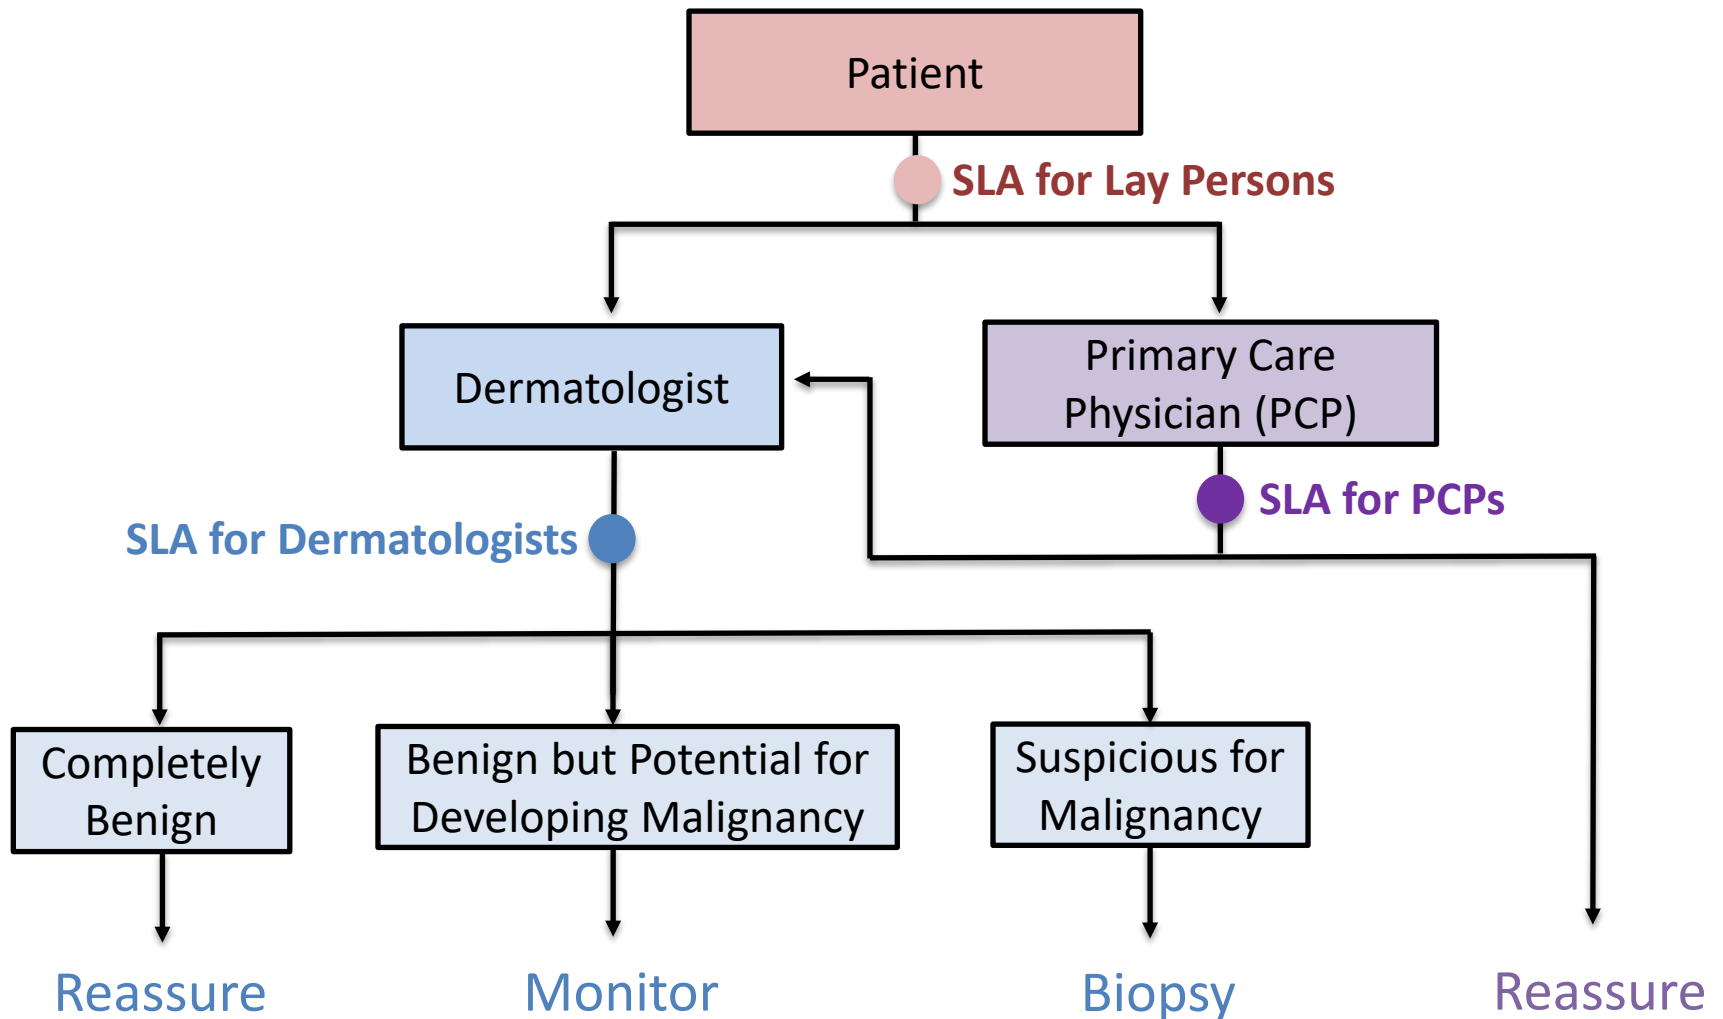 Patient
SLA for Lay Persons
Dermatologist
Primary Care
Physician (PCP)
SLA for PCPs
SLA for Dermatologists
Completely
Benign
Benign but Potential for
Developing Malignancy
Suspicious for
Malignancy
Reassure
Monitor
Biopsy
Reassure